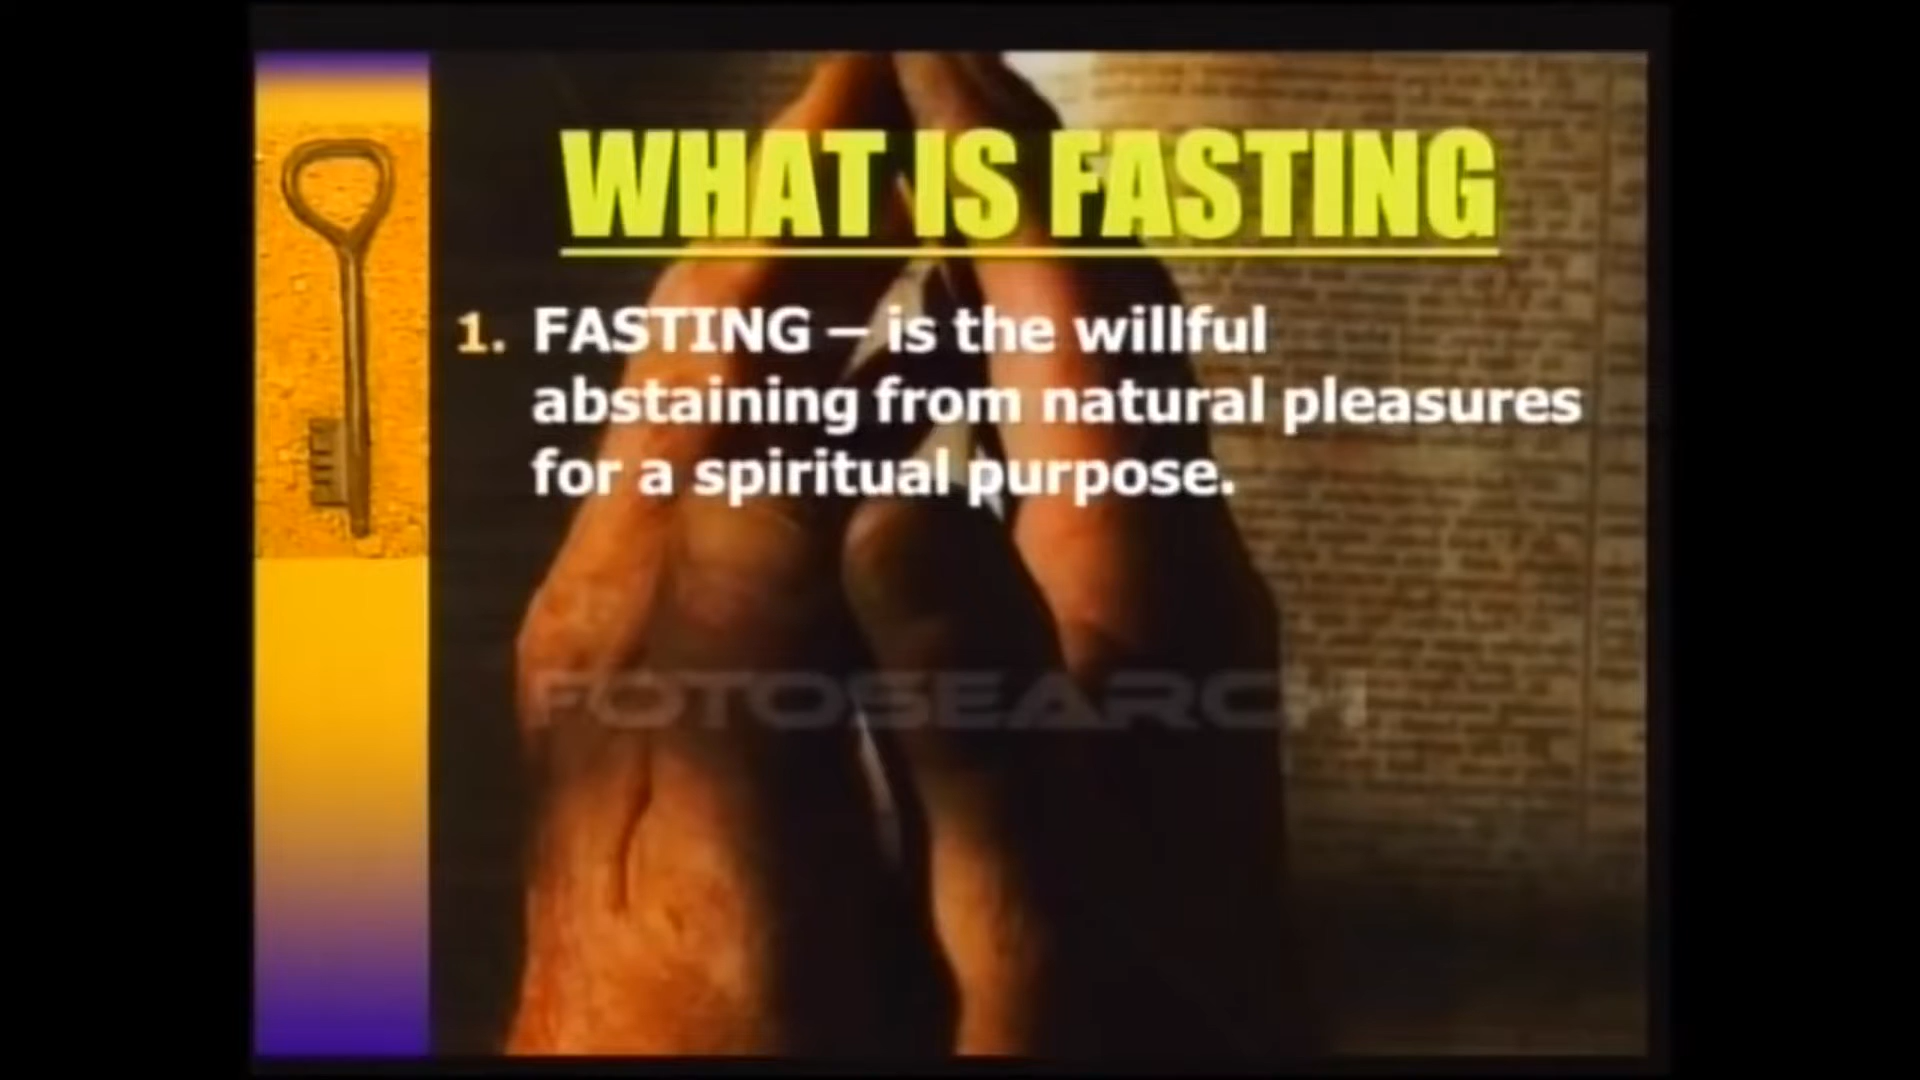 WHAT IS FASTING
1. FASTING – is the willful
abstaining from natural pleasures
for a spiritual purpose.
FOTOSEARCH